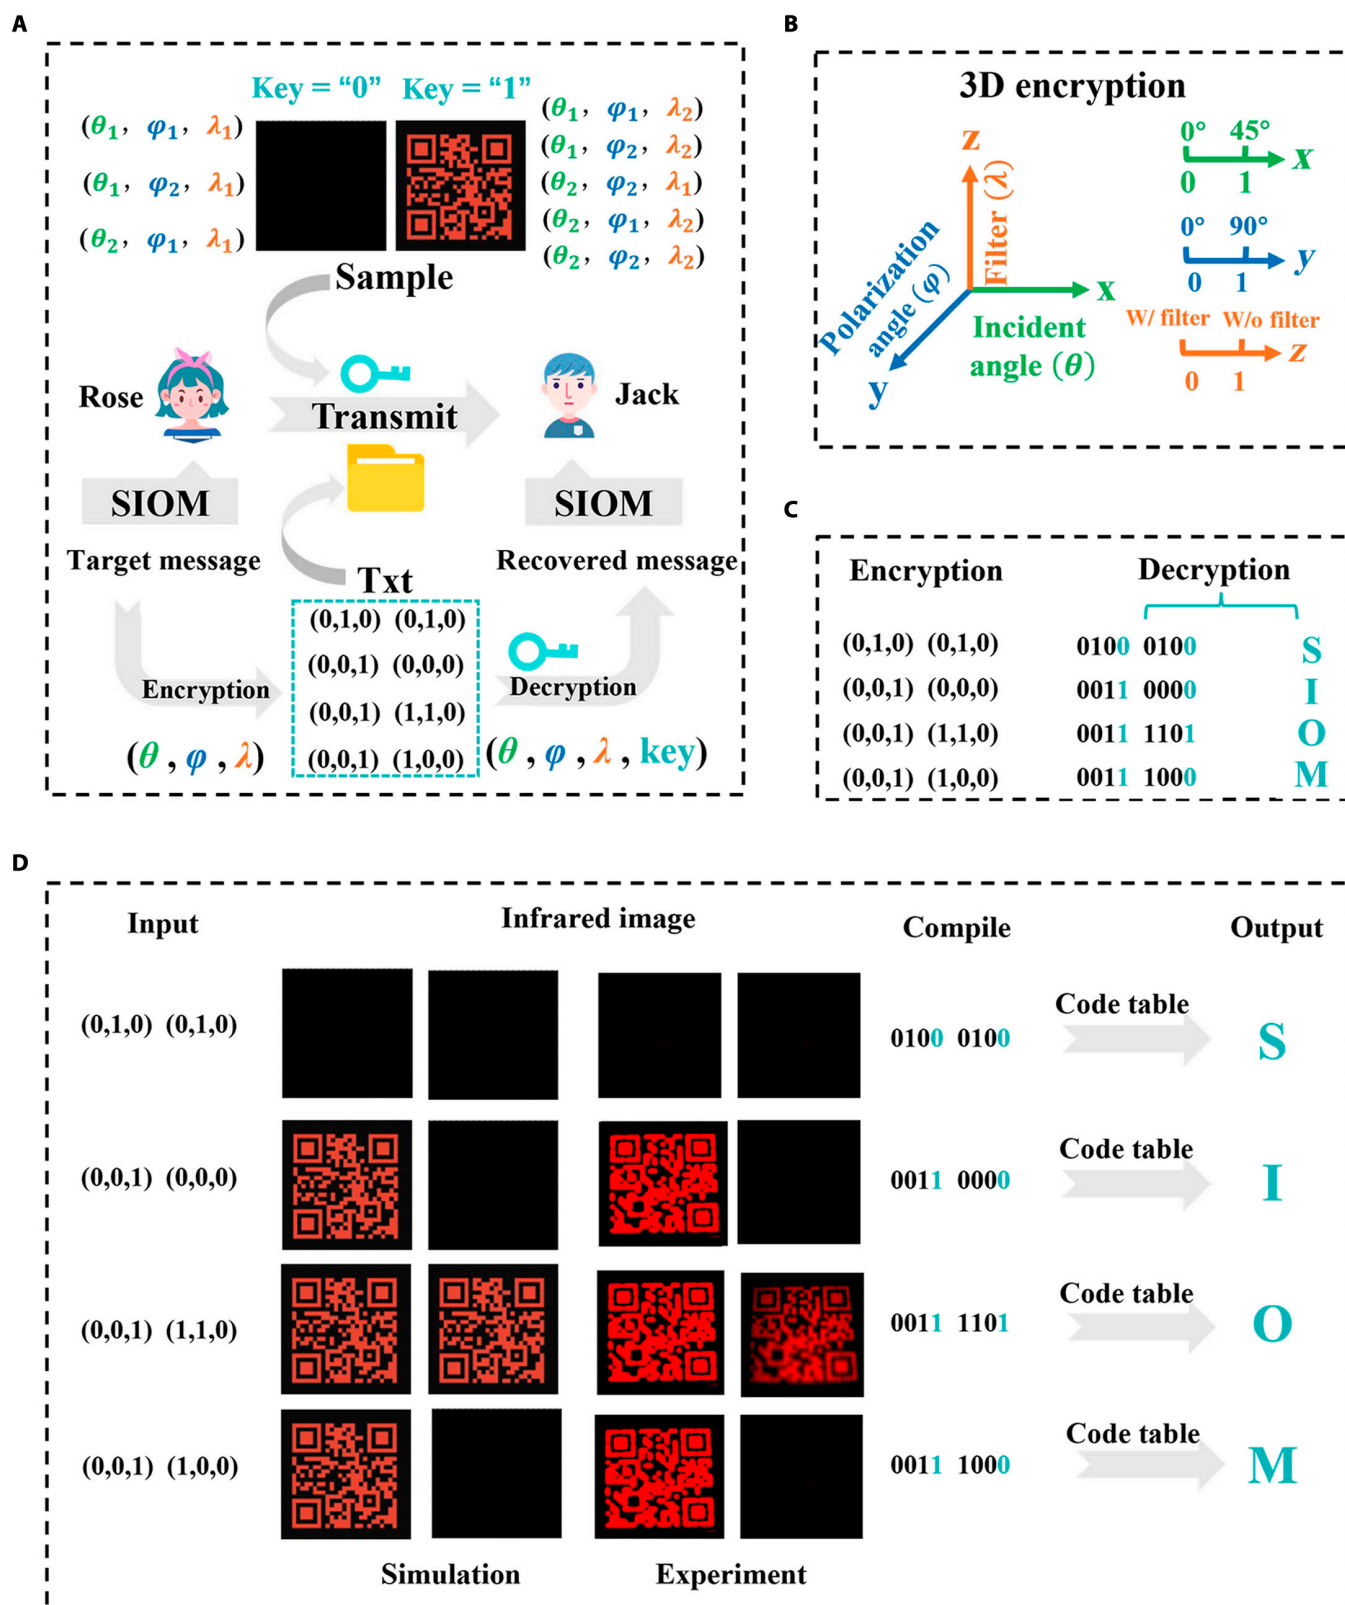 A
Key = “0” Key = “1”
(θ1, φ1, λ1)
(θ1, φ2, λ1)
(θ2, φ1, λ1)
(θ1, φ1, λ2)
(θ1, φ2, λ2)
(θ2, φ2, λ1)
(θ2, φ1, λ2)
(θ2, φ2, λ2)
Sample
Rose
Transmit
Jack
SIOM
SIOM
Target message
Recovered message
Txt
(0,1,0) (0,1,0)
(0,0,1) (0,0,0)
(0,0,1) (1,1,0)
(0,0,1) (1,0,0)
Encryption
Decryption
(θ , φ , λ)
(θ , φ , λ , key)
B
3D encryption
z
Filter (λ)
x
Incident
angle (θ)
Polarization
angle (φ)
y
0° 45°
x
0 1
0° 90°
y
0 1
W/ filter W/o filter
z
0 1
C
Encryption Decryption
(0,1,0) (0,1,0) 0100 0100 S
(0,0,1) (0,0,0) 0011 0000 I
(0,0,1) (1,1,0) 0011 1101 O
(0,0,1) (1,0,0) 0011 1000 M
D
Input Infrared image Compile Output
(0,1,0) (0,1,0) 0100 0100 Code table S
(0,0,1) (0,0,0) 0011 0000 Code table I
(0,0,1) (1,1,0) 0011 1101 Code table O
(0,0,1) (1,0,0) 0011 1000 Code table M
Simulation Experiment